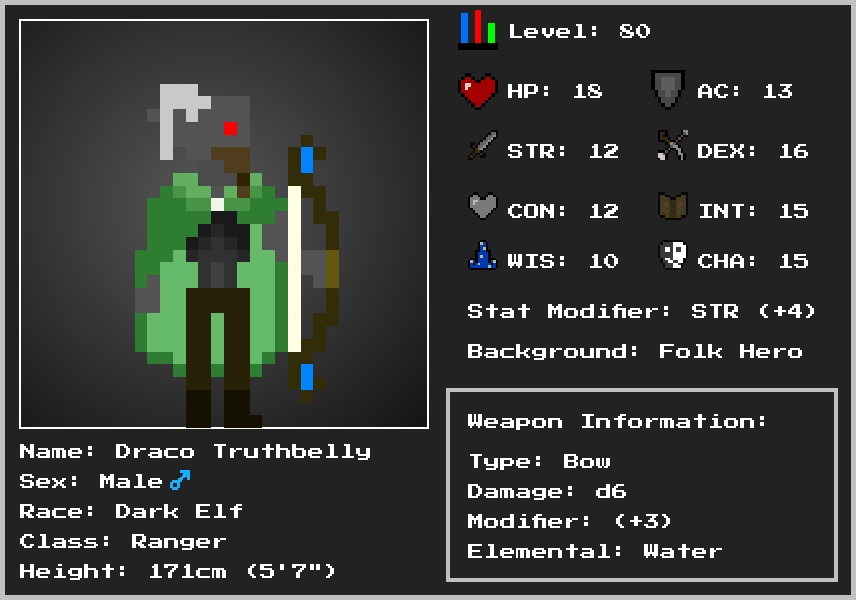 Level: 80
HP: 18
AC: 13
STR: 12
DEX: 16
CON: 12
INT: 15
WIS: 10
CHA: 15
Stat Modifier: STR (+4)
Background: Folk Hero
Weapon Information:
Type: Bow
Damage: d6
Modifier: (+3)
Elemental: Water
Name: Draco Truthbelly
Sex: Male ♂
Race: Dark Elf
Class: Ranger
Height: 171cm (5'7")